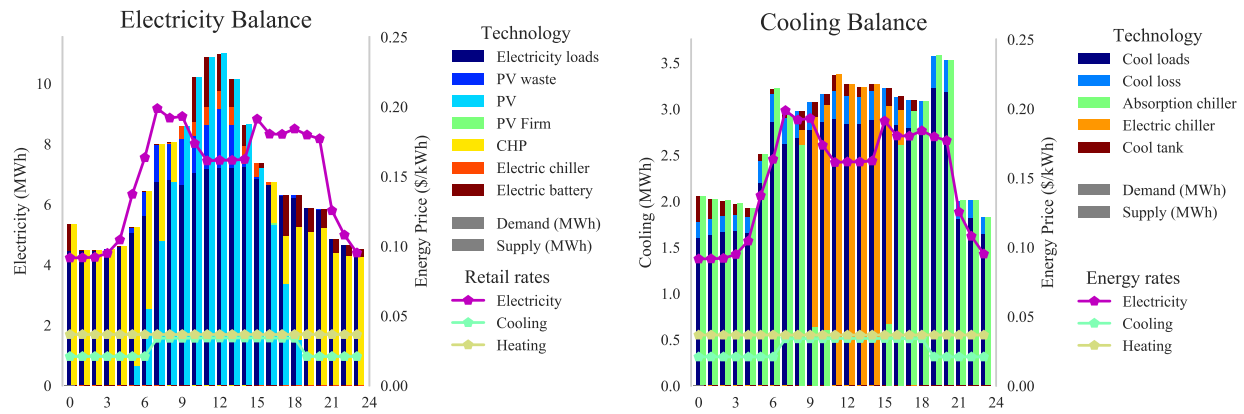 Electricity Balance
Electricity (MWh)
0
2
4
6
8
10
0
3
6
9
12
15
18
21
24
0.00
0.05
0.10
0.15
0.20
0.25
Energy Price ($/kWh)
Technology
Electricity loads
PV waste
PV
PV Firm
CHP
Electric chiller
Electric battery
Demand (MWh)
Supply (MWh)
Retail rates
Electricity
Cooling
Heating
Cooling Balance
Cooling (MWh)
0.0
0.5
1.0
1.5
2.0
2.5
3.0
3.5
0
3
6
9
12
15
18
21
24
0.00
0.05
0.10
0.15
0.20
0.25
Energy Price ($/kWh)
Technology
Cool loads
Cool loss
Absorption chiller
Electric chiller
Cool tank
Demand (MWh)
Supply (MWh)
Energy rates
Electricity
Cooling
Heating